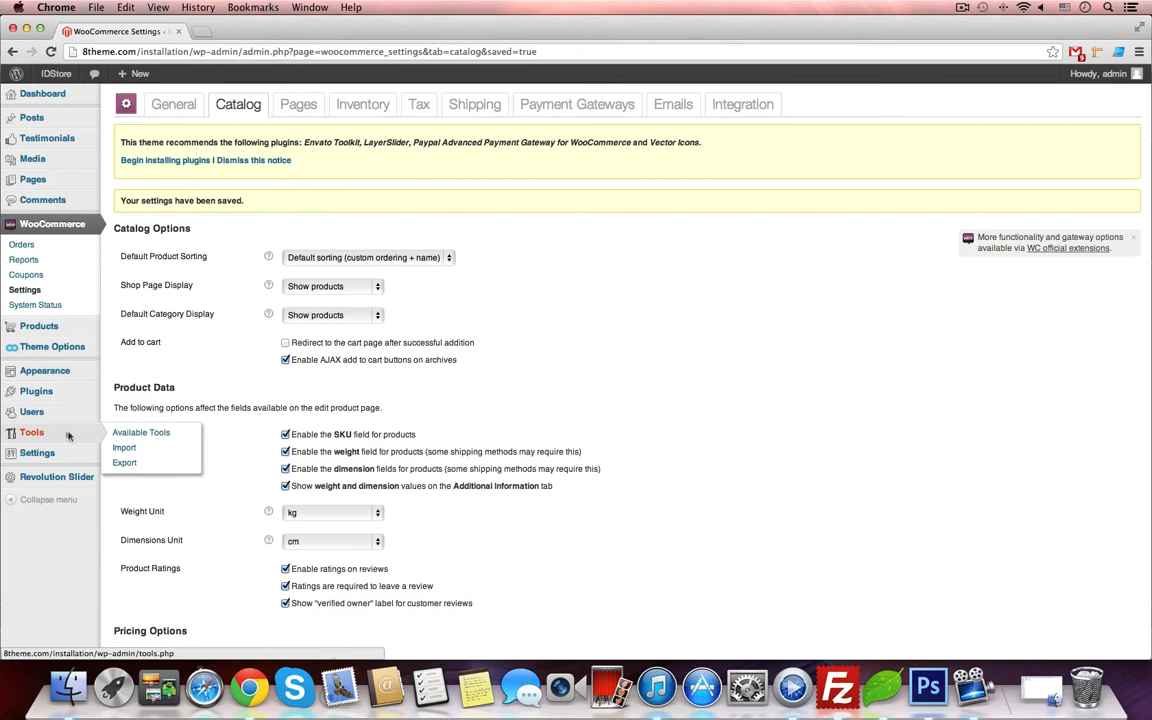 Chrome File Edit View History Bookmarks Window Help
WooCommerce Settings ‹
8theme.com/installation/wp-admin/admin.php?page=woocommerce_settings&tab=catalog&saved=true
IDStore
+ New
Howdy, admin
Dashboard
Posts
Testimonials
Media
Pages
Comments
WooCommerce
Orders
Reports
Coupons
Settings
System Status
Products
Theme Options
Appearance
Plugins
Users
Tools
Settings
Revolution Slider
Collapse menu
Available Tools
Import
Export
General Catalog Pages Inventory Tax Shipping Payment Gateways Emails Integration
This theme recommends the following plugins: Envato Toolkit, LayerSlider, Paypal Advanced Payment Gateway for WooCommerce and Vector Icons.
Begin installing plugins | Dismiss this notice
Your settings have been saved.
Catalog Options
More functionality and gateway options
available via WC official extensions.
Default Product Sorting Default sorting (custom ordering + name)
Shop Page Display Show products
Default Category Display Show products
Add to cart Redirect to the cart page after successful addition
Enable AJAX add to cart buttons on archives
Product Data
The following options affect the fields available on the edit product page.
Enable the SKU field for products
Enable the weight field for products (some shipping methods may require this)
Enable the dimension fields for products (some shipping methods may require this)
Show weight and dimension values on the Additional Information tab
Weight Unit kg
Dimensions Unit cm
Product Ratings Enable ratings on reviews
Ratings are required to leave a review
Show "verified owner" label for customer reviews
Pricing Options
8theme.com/installation/wp-admin/tools.php
Fz
Ps